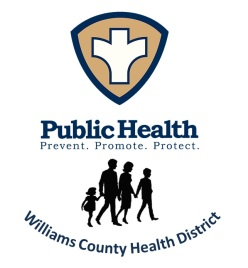 Public Health
Prevent. Promote. Protect.
Williams County Health District